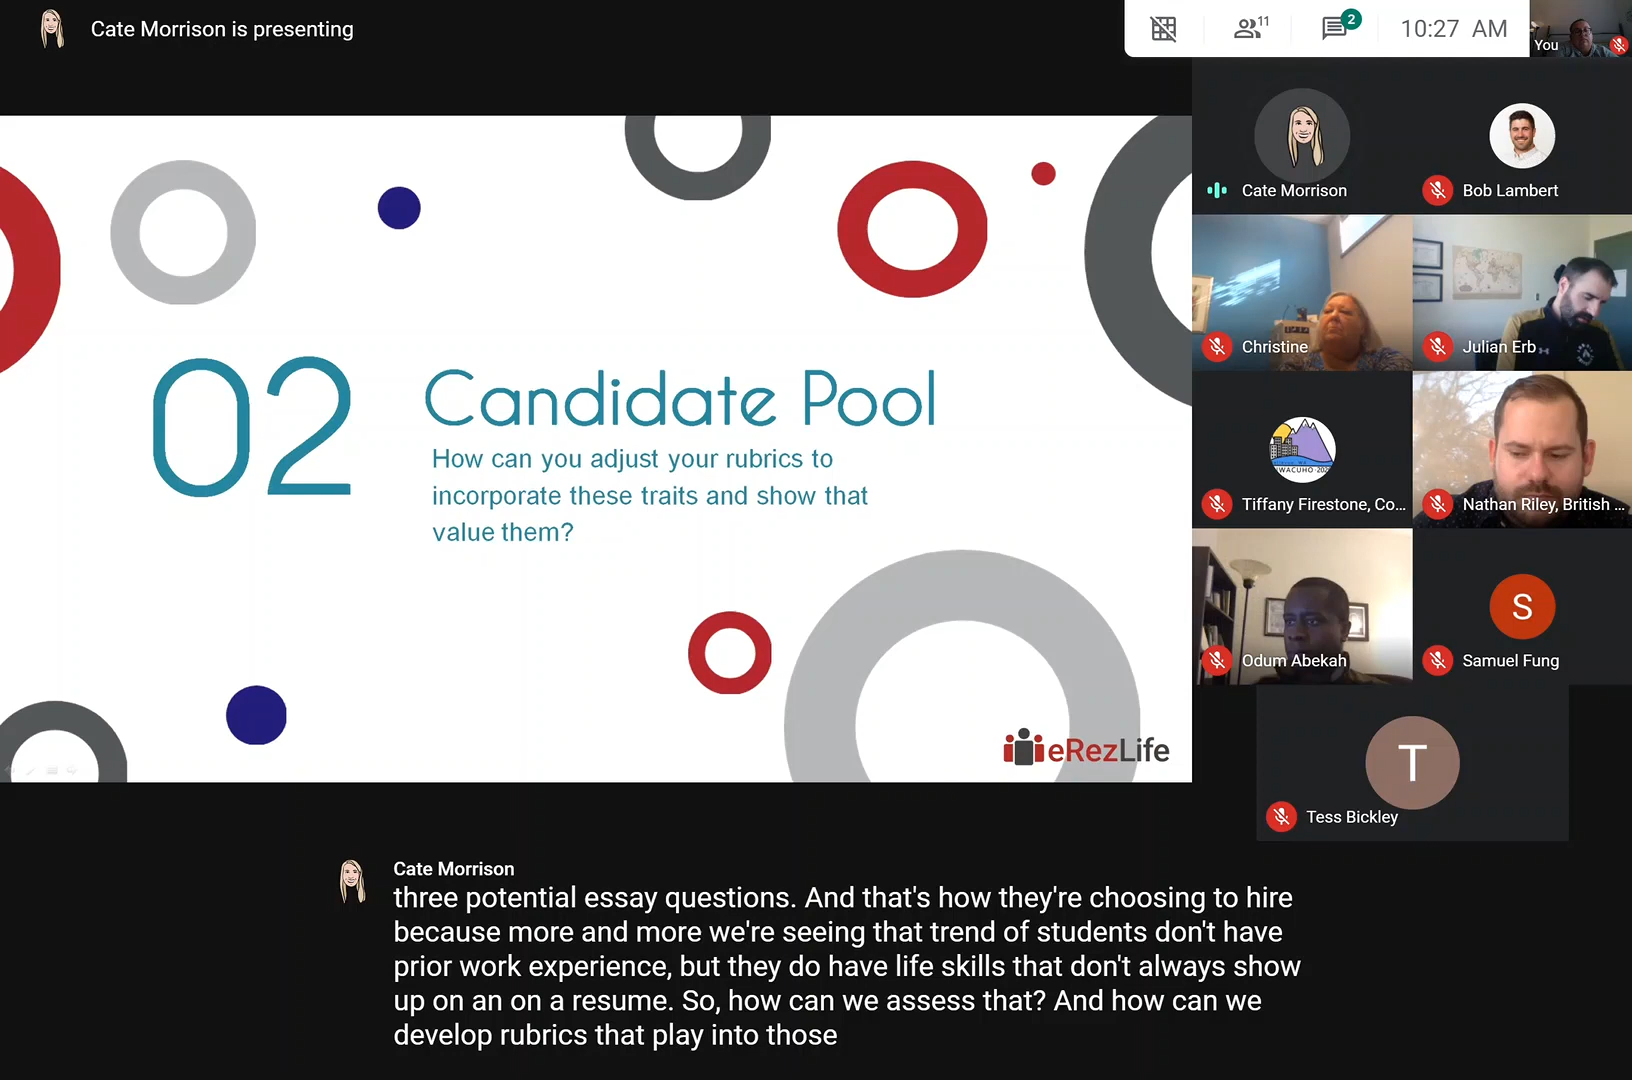 Cate Morrison is presenting
11
2
10:27 AM
You
Cate Morrison
Bob Lambert
Christine
Julian Erb
Tiffany Firestone, Co...
Nathan Riley, British ...
Odum Abekah
Samuel Fung
S
T
Tess Bickley
02
Candidate Pool
How can you adjust your rubrics to
incorporate these traits and show that
value them?
eRezLife
Cate Morrison
three potential essay questions. And that's how they're choosing to hire
because more and more we're seeing that trend of students don't have
prior work experience, but they do have life skills that don't always show
up on an on a resume. So, how can we assess that? And how can we
develop rubrics that play into those